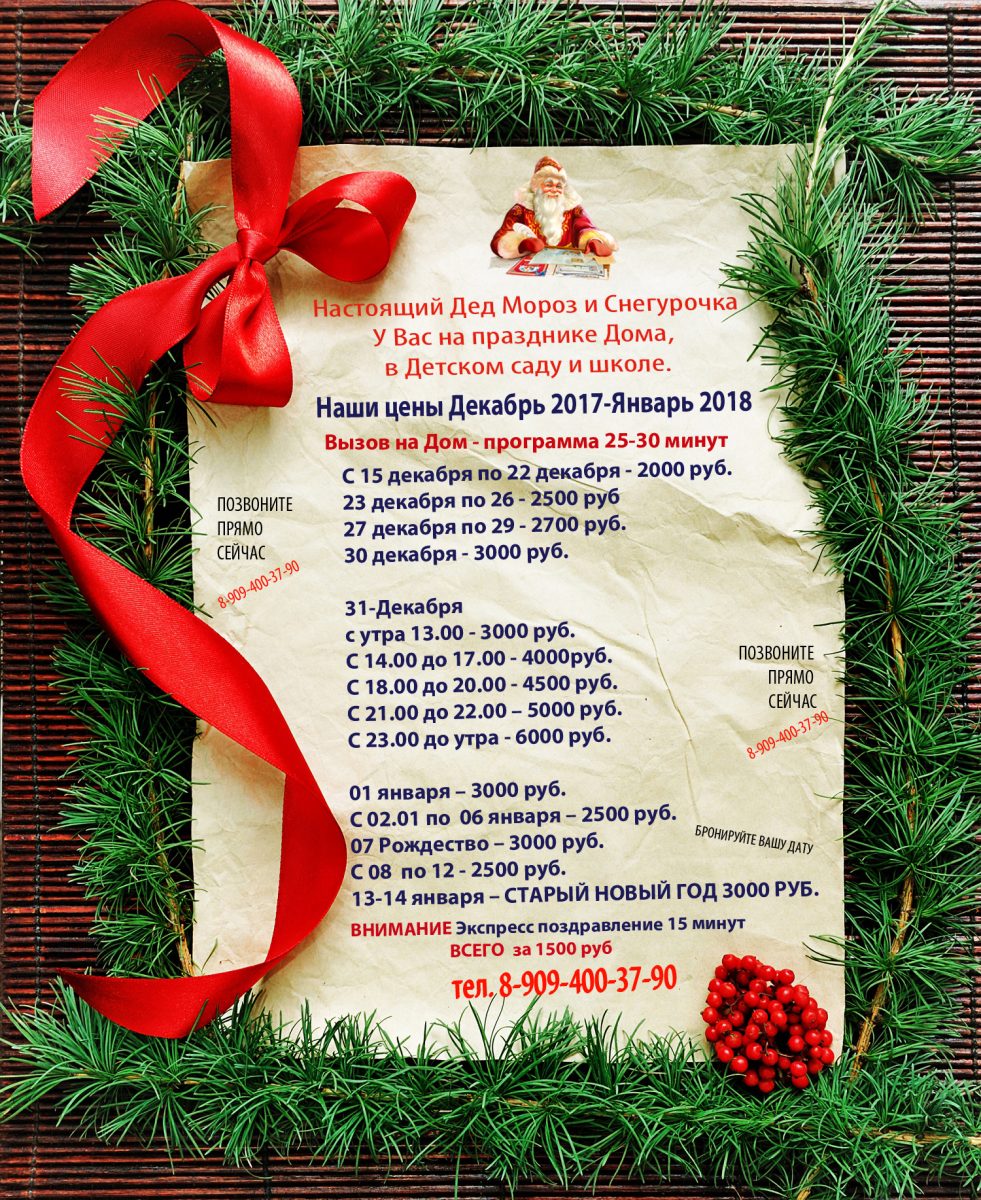 Настоящий Дед Мороз и Снегурочка
У Вас на празднике Дома,
в Детском саду и школе.
Наши цены Декабрь 2017-Январь 2018
Вызов на Дом - программа 25-30 минут
С 15 декабря по 22 декабря - 2000 руб.
23 декабря по 26 - 2500 руб
27 декабря по 29 - 2700 руб.
30 декабря - 3000 руб.
ПОЗВОНИТЕ
ПРЯМО
СЕЙЧАС
8-909-400-37-90
31-Декабря
с утра 13.00 - 3000 руб.
С 14.00 до 17.00 - 4000руб.
С 18.00 до 20.00 - 4500 руб.
С 21.00 до 22.00 – 5000 руб.
С 23.00 до утра - 6000 руб.
ПОЗВОНИТЕ
ПРЯМО
СЕЙЧАС
8-909-400-37-90
01 января – 3000 руб.
С 02.01 по 06 января – 2500 руб.
07 Рождество – 3000 руб.
С 08 по 12 - 2500 руб.
13-14 января – СТАРЫЙ НОВЫЙ ГОД 3000 РУБ.
БРОНИРУЙТЕ ВАШУ ДАТУ
ВНИМАНИЕ Экспресс поздравление 15 минут
ВСЕГО за 1500 руб
тел. 8-909-400-37-90